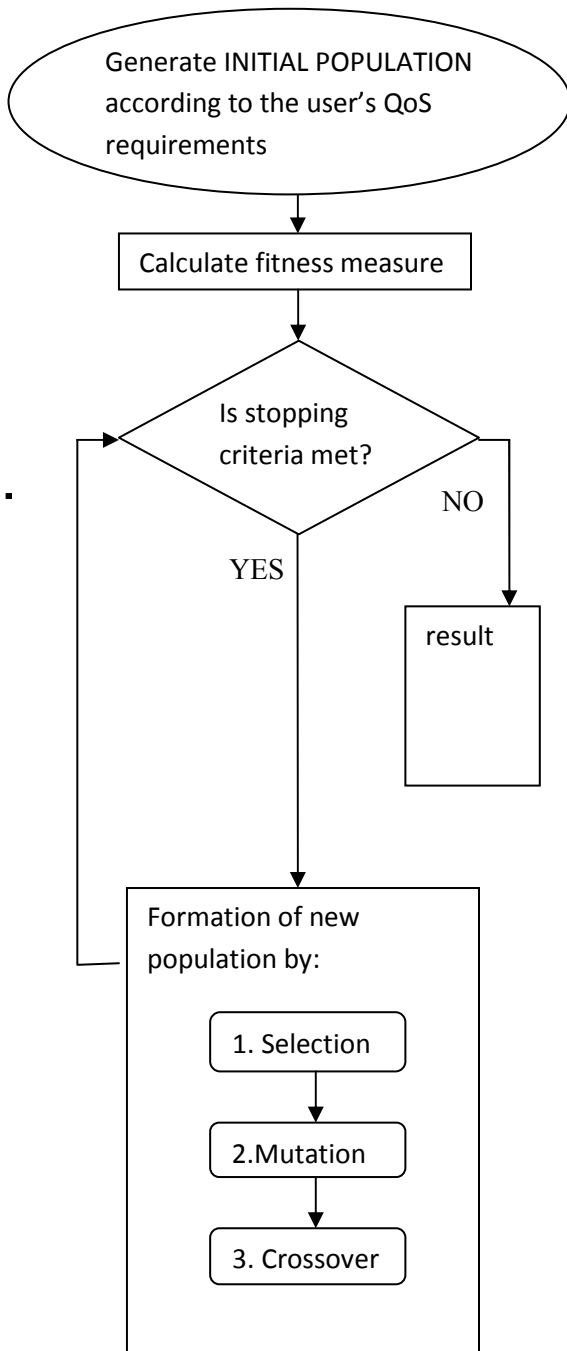 Generate INITIAL POPULATION
according to the user’s QoS
requirements
Calculate fitness measure
Is stopping
criteria met?
NO
YES
result
Formation of new
population by:
1. Selection
2.Mutation
3. Crossover